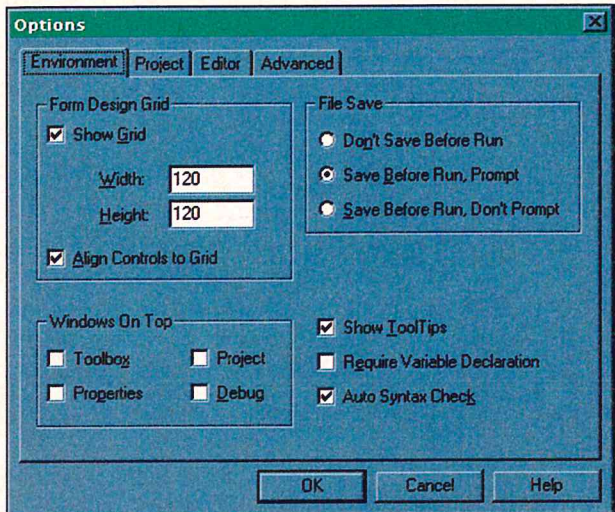 Options
Environment
Project
Editor
Advanced
Form Design Grid
Show Grid
Width: 120
Height: 120
Align Controls to Grid
File Save
Don't Save Before Run
Save Before Run, Prompt
Save Before Run, Don't Prompt
Windows On Top
Toolbox
Project
Properties
Debug
Show ToolTips
Require Variable Declaration
Auto Syntax Check
OK
Cancel
Help